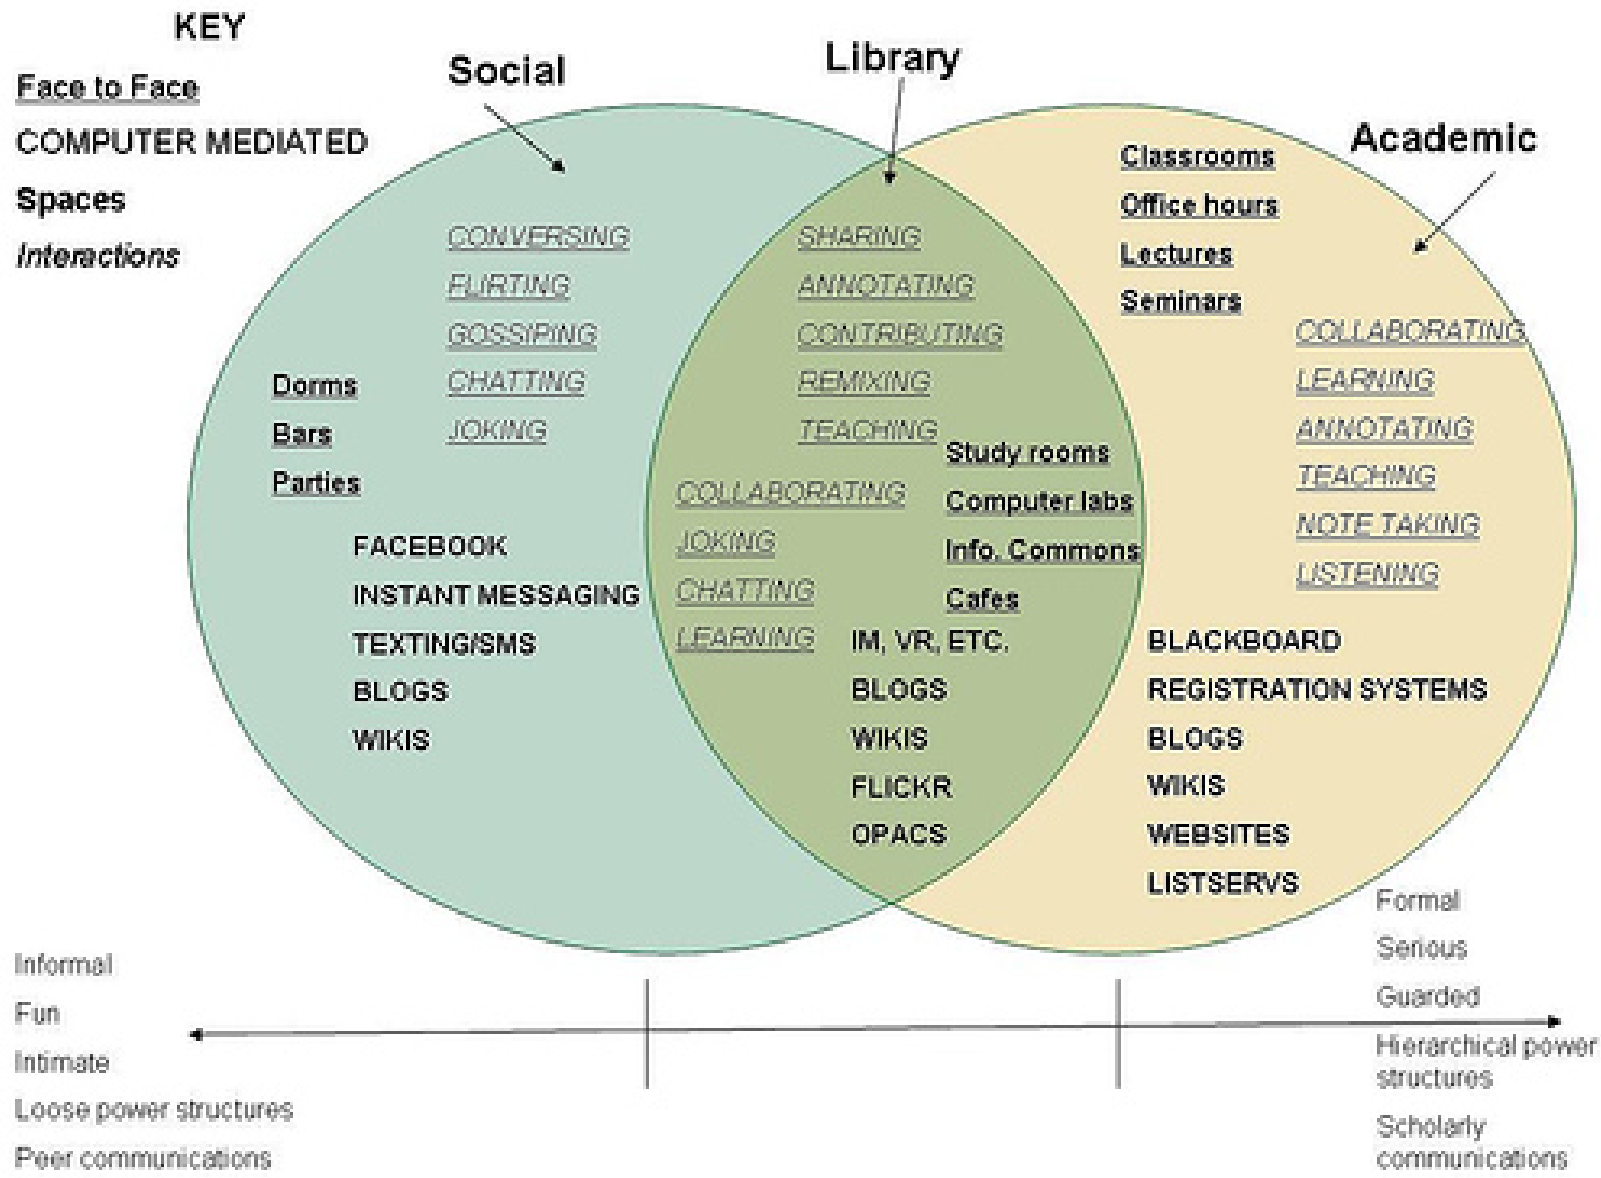 KEY
Face to Face
COMPUTER MEDIATED
Spaces
Interactions
Social
Library
Academic
CONVERSING
FLIRTING
GOSSIPING
CHATTING
JOKING
Dorms
Bars
Parties
FACEBOOK
INSTANT MESSAGING
TEXTING/SMS
BLOGS
WIKIS
SHARING
ANNOTATING
CONTRIBUTING
REMIXING
TEACHING
COLLABORATING
JOKING
CHATTING
LEARNING
Study rooms
Computer labs
Info. Commons
Cafes
IM, VR, ETC.
BLOGS
WIKIS
FLICKR
OPACS
Classrooms
Office hours
Lectures
Seminars
COLLABORATING
LEARNING
ANNOTATING
TEACHING
NOTE TAKING
LISTENING
BLACKBOARD
REGISTRATION SYSTEMS
BLOGS
WIKIS
WEBSITES
LISTSERVS
Informal
Fun
Intimate
Loose power structures
Peer communications
Formal
Serious
Guarded
Hierarchical power
structures
Scholarly
communications